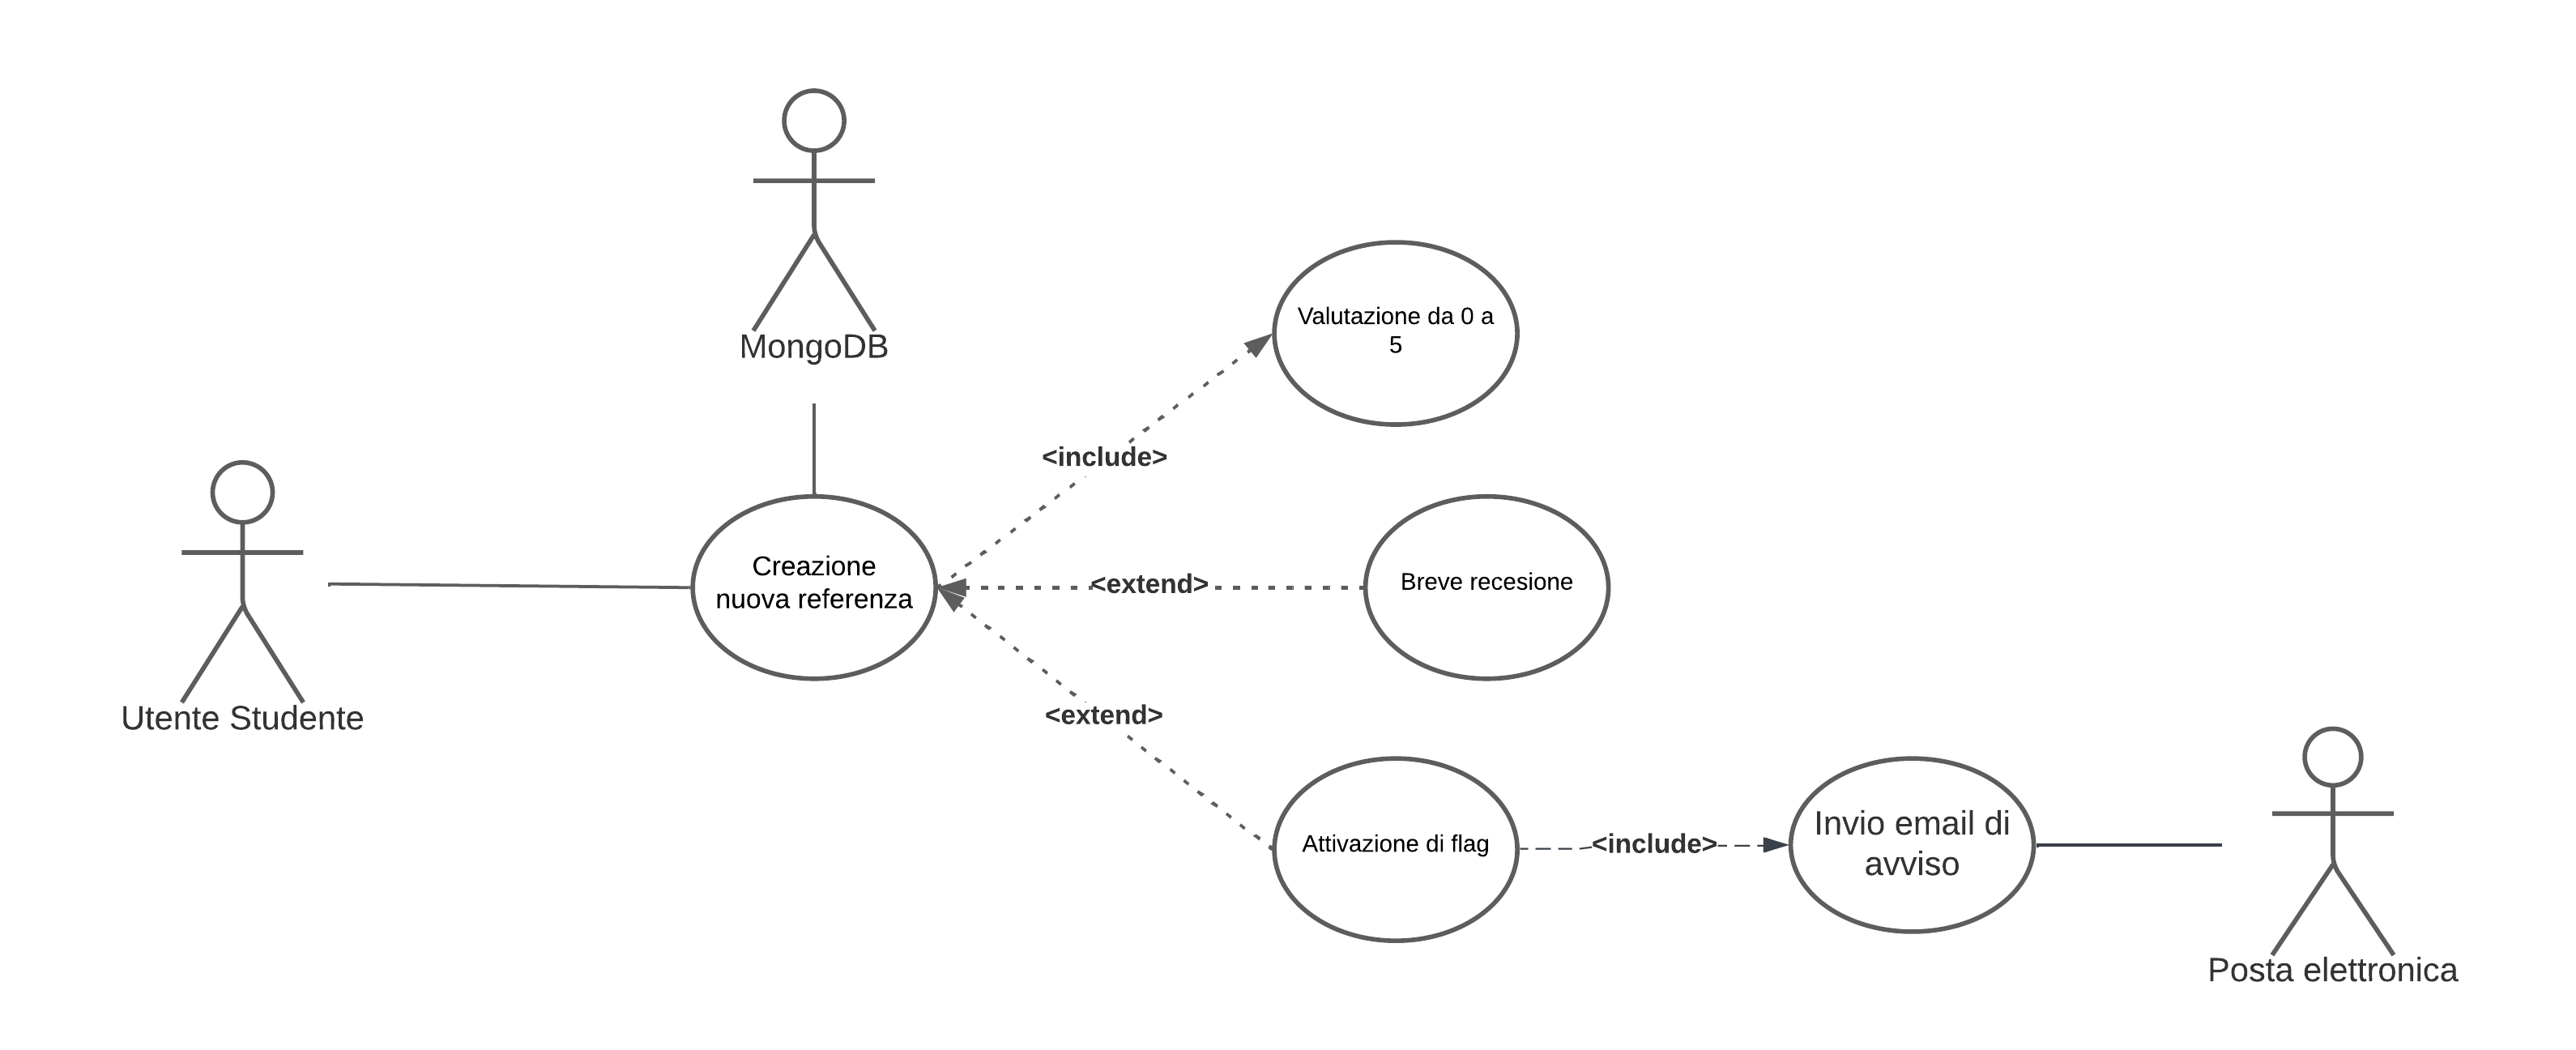 MongoDB
Valutazione da 0 a
5
<include>
Creazione
nuova referenza
<extend>
Breve recesione
Utente Studente
<extend>
Attivazione di flag
<include>
Invio email di
avviso
Posta elettronica